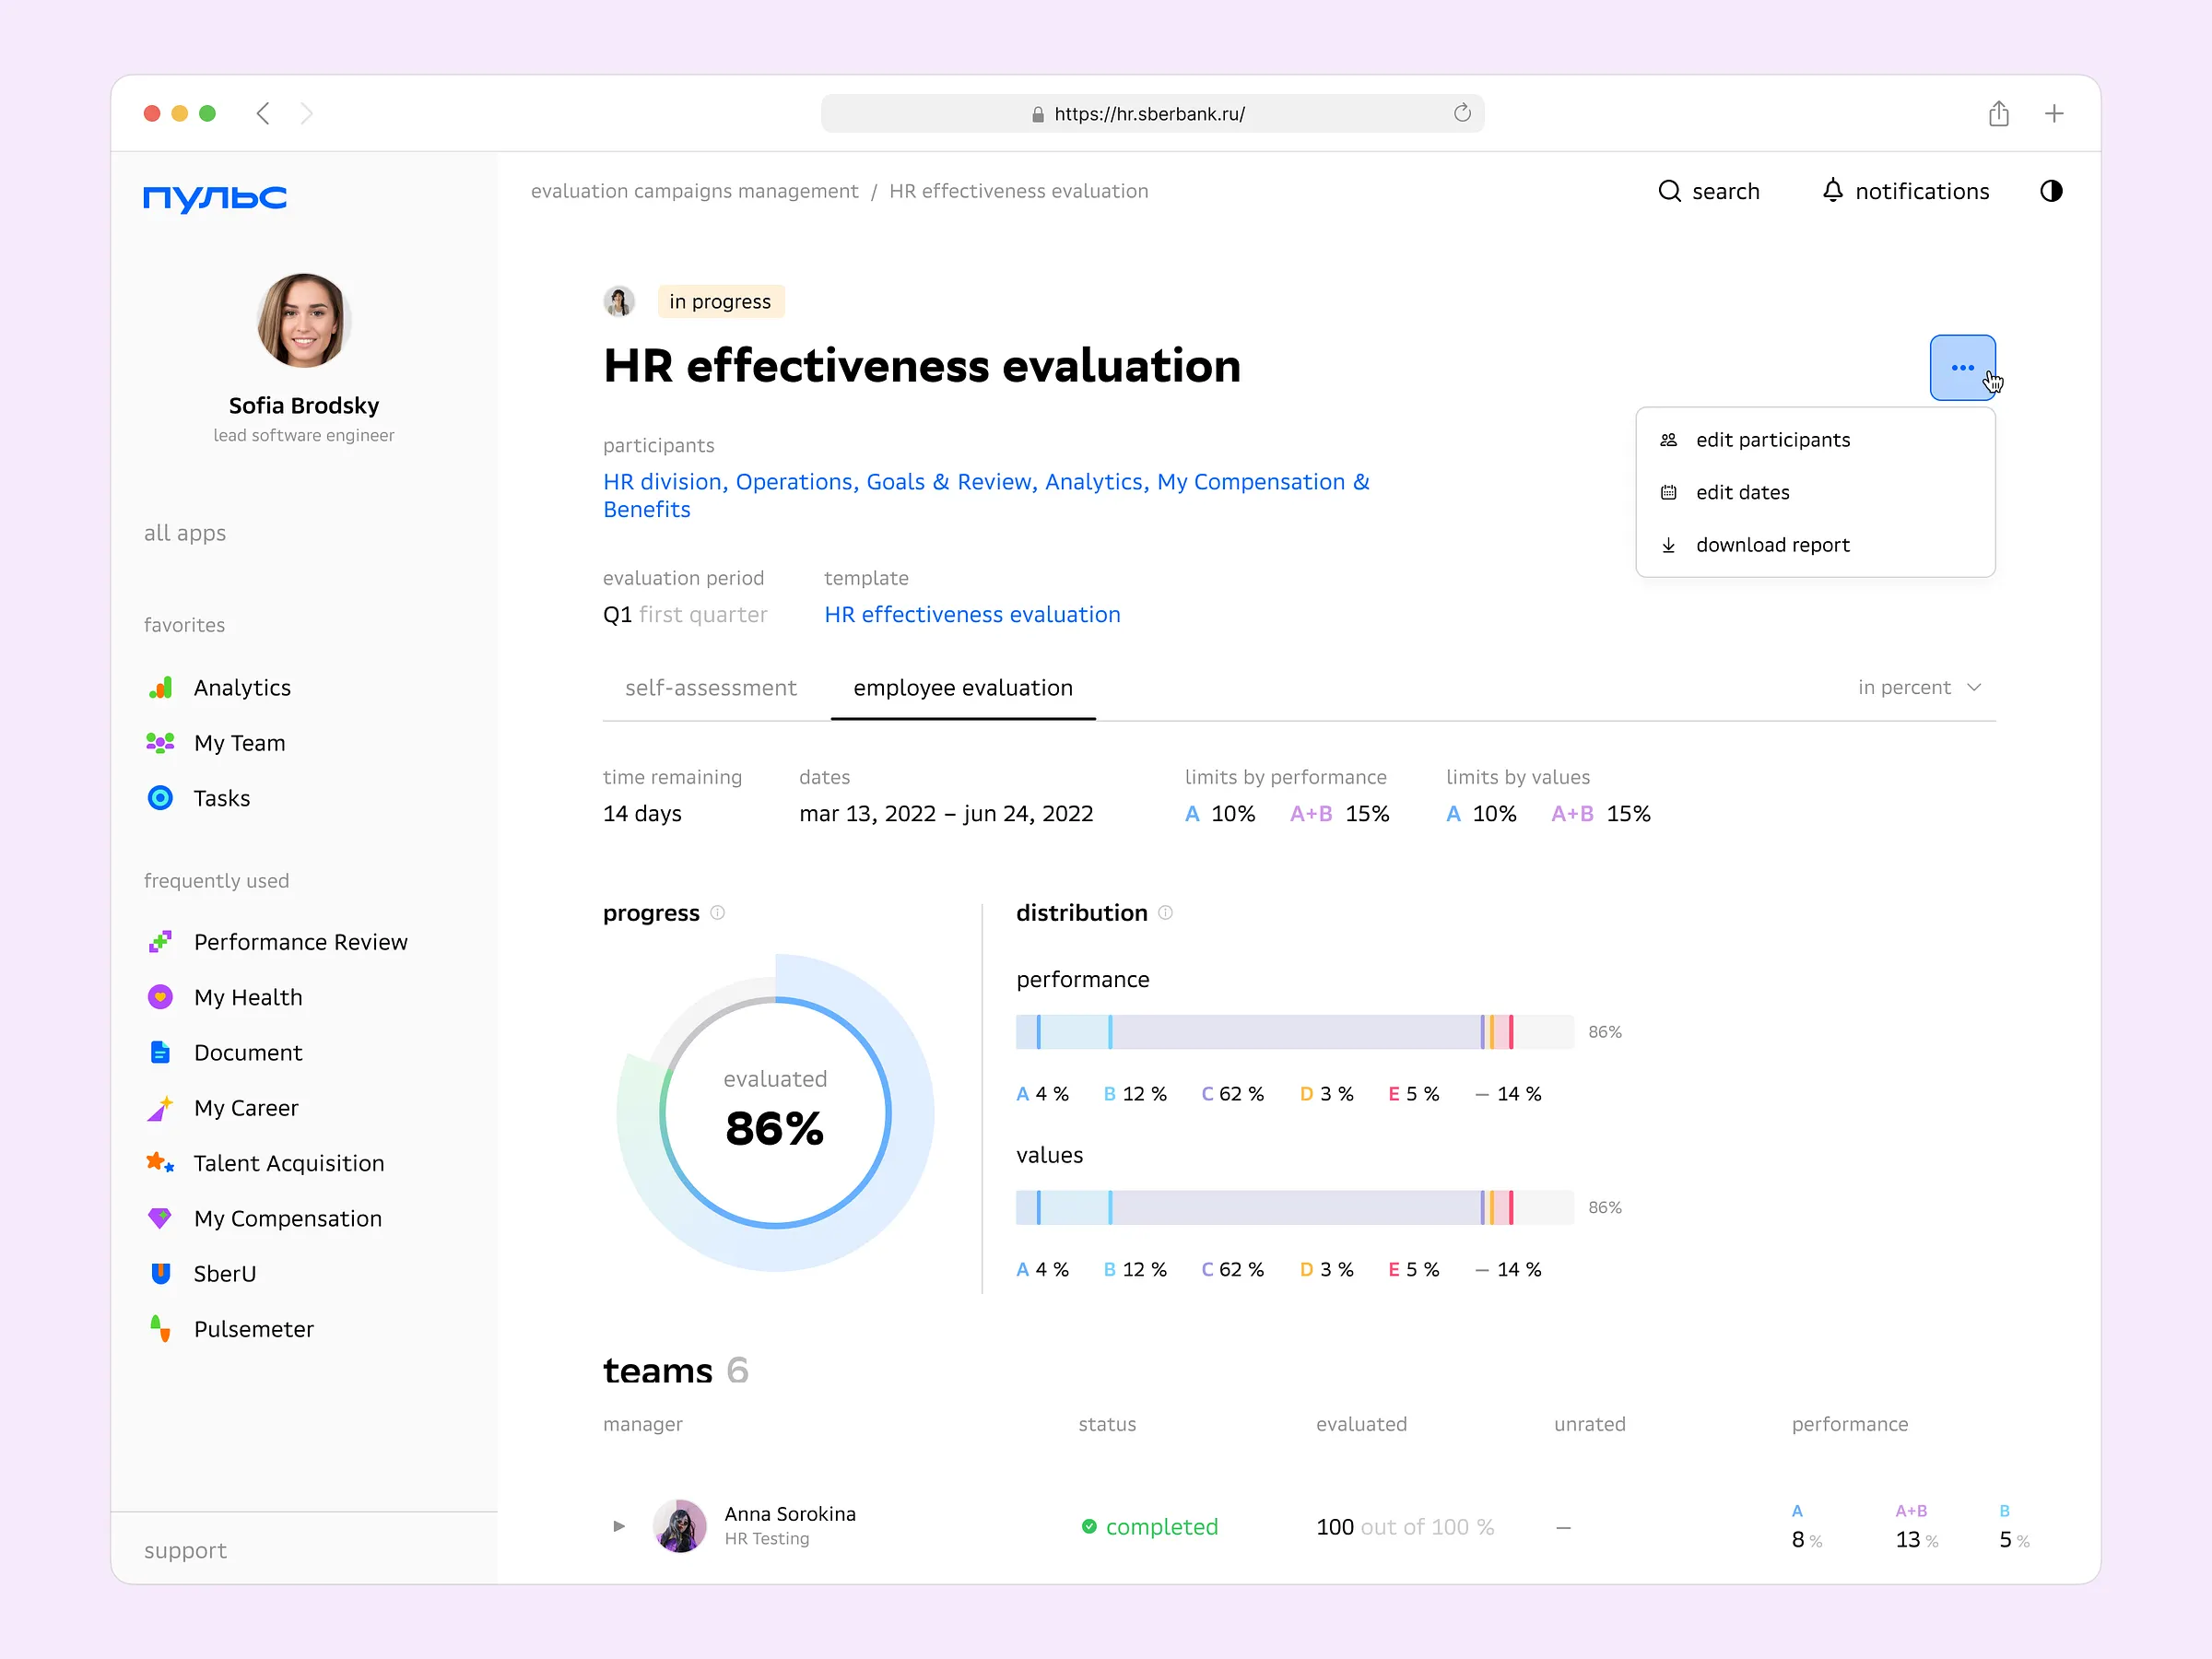 https://hr.sberbank.ru/
пульс
evaluation campaigns management / HR effectiveness evaluation
search
notifications
Sofia Brodsky
lead software engineer
all apps
favorites
Analytics
My Team
Tasks
frequently used
Performance Review
My Health
Document
My Career
Talent Acquisition
My Compensation
SberU
Pulsemeter
support
in progress
HR effectiveness evaluation
edit participants
edit dates
download report
participants
HR division, Operations, Goals & Review, Analytics, My Compensation &
Benefits
evaluation period template
Q1 first quarter HR effectiveness evaluation
self-assessment employee evaluation in percent
time remaining dates limits by performance limits by values
14 days mar 13, 2022 – jun 24, 2022 A 10% A+B 15% A 10% A+B 15%
progress
evaluated
86%
distribution
performance
86%
A 4 % B 12 % C 62 % D 3 % E 5 % — 14 %
values
86%
A 4 % B 12 % C 62 % D 3 % E 5 % — 14 %
teams 6
manager status evaluated unrated performance
Anna Sorokina
HR Testing
completed 100 out of 100 % —
A A+B B
8 % 13 % 5 %